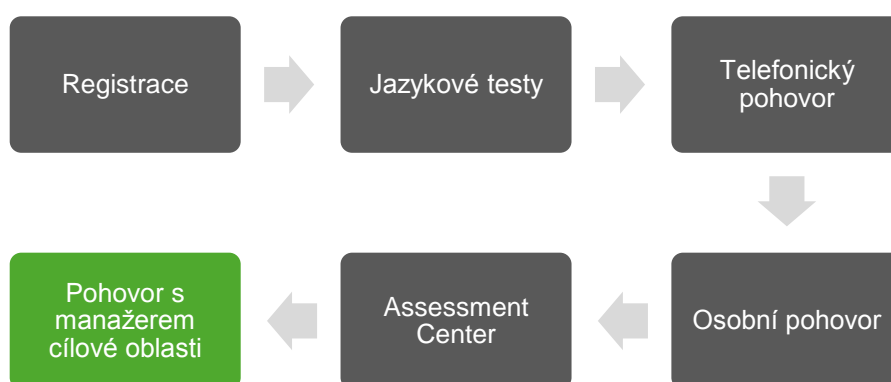 Registrace
Jazykové testy
Telefonický
pohovor
Osobní pohovor
Assessment
Center
Pohovor s
manažerem
cílové oblasti